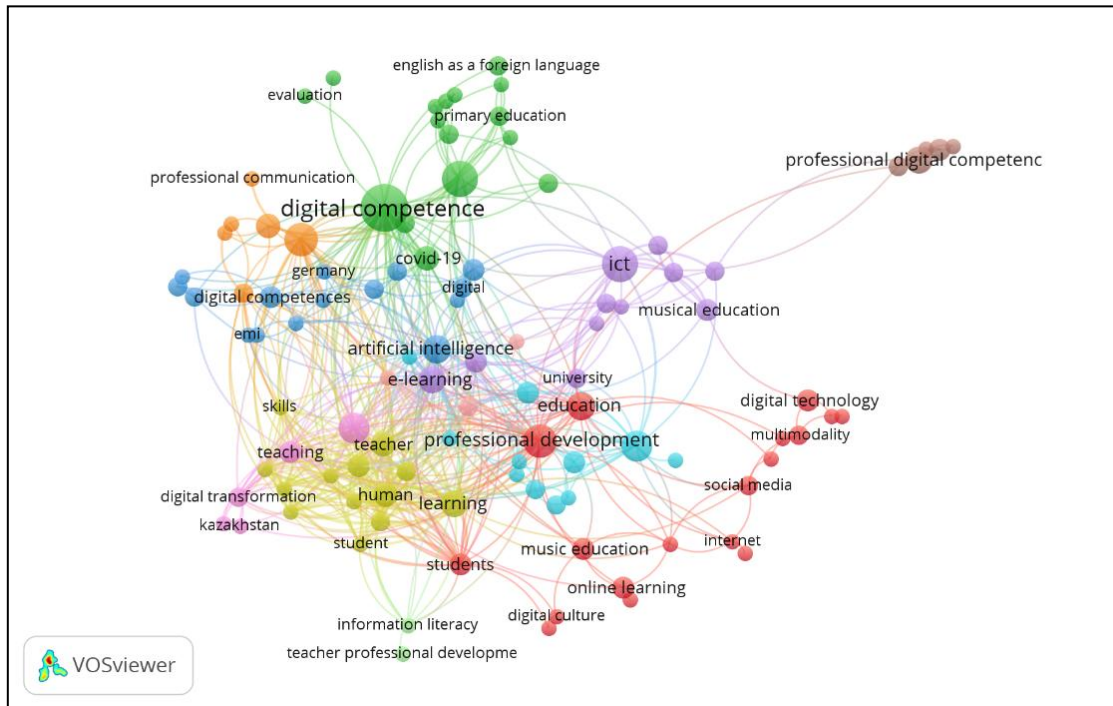 english as a foreign language
evaluation
primary education
professional digital competenc
professional communication
digital competence
covid-19
ict
germany
digital
digital competences
musical education
emi
artificial intelligence
e-learning
university
skills
education
digital technology
professional development
multimodality
teaching
teacher
social media
digital transformation
human
learning
kazakhstan
student
music education
internet
students
online learning
digital culture
information literacy
teacher professional developme
VOSviewer